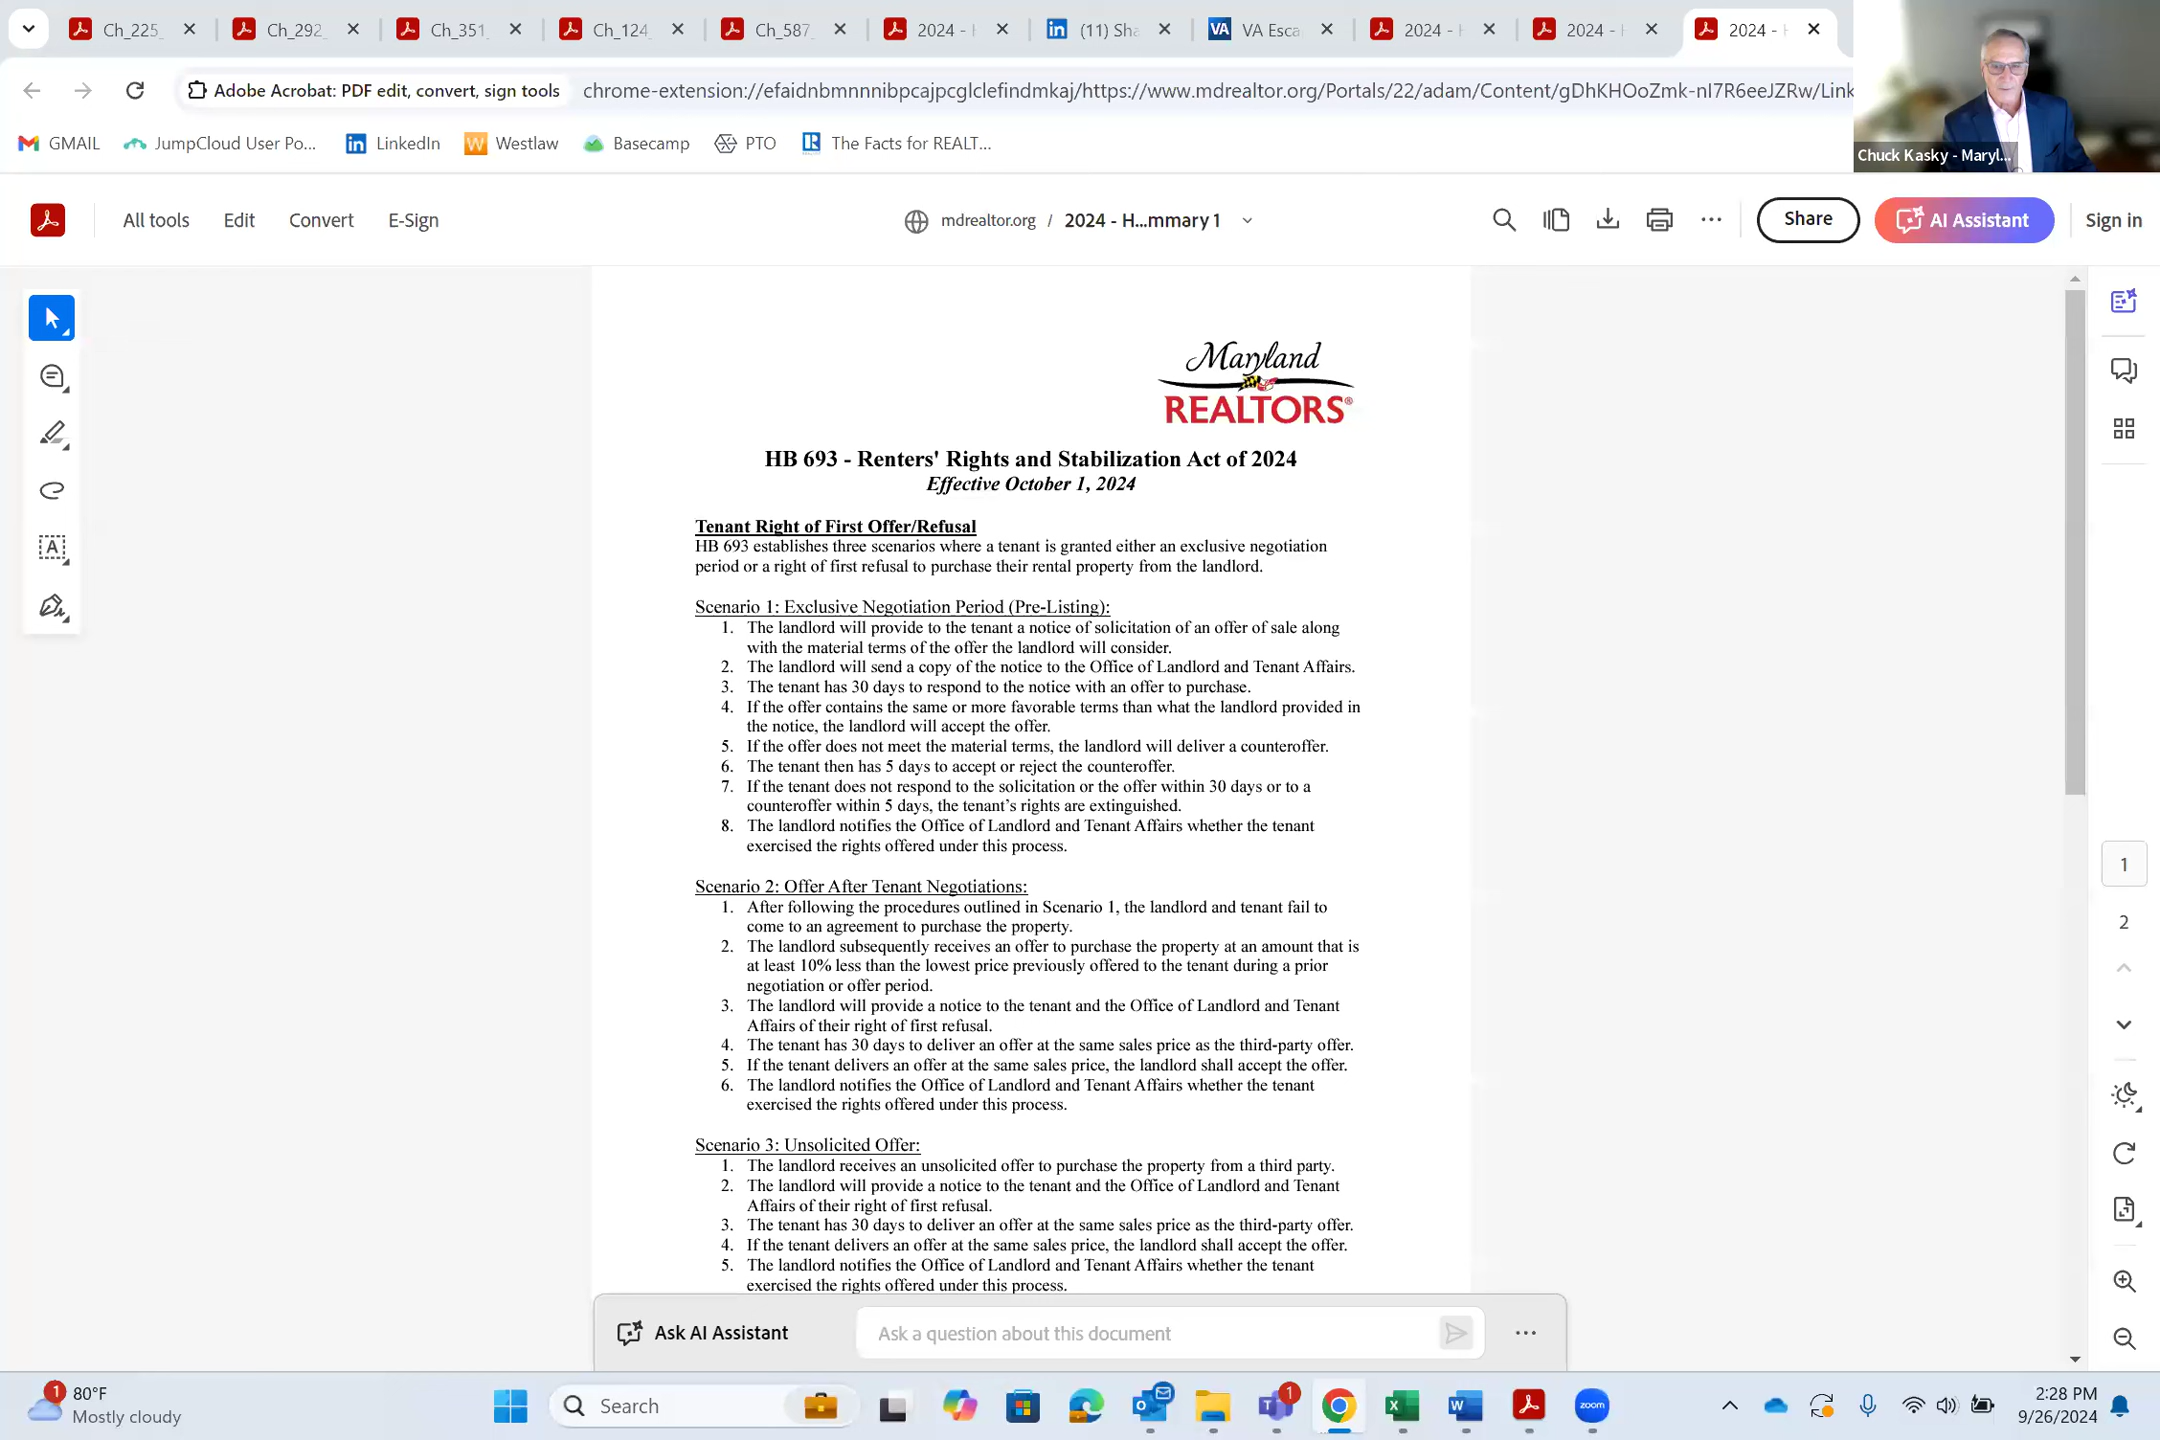 Ch_225_
Ch_292_
Ch_351_
Ch_124_
Ch_587_
2024 - H
(11) Sha
VA
VA Esca
2024 - H
2024 - H
2024 - H
Adobe Acrobat: PDF edit, convert, sign tools
chrome-extension://efaidnbmnnnibpcajpcglclefindmkaj/https://www.mdrealtor.org/Portals/22/adam/Content/gDhKHOoZmk-nI7R6eeJZRw/Link
Chuck Kasky - Maryl...
GMAIL
JumpCloud User Po...
LinkedIn
Westlaw
Basecamp
PTO
The Facts for REALT...
All tools
Edit
Convert
E-Sign
mdrealtor.org / 2024 - H...mmary 1
Share
AI Assistant
Sign in
Maryland
REALTORS®
HB 693 - Renters' Rights and Stabilization Act of 2024
Effective October 1, 2024
Tenant Right of First Offer/Refusal
HB 693 establishes three scenarios where a tenant is granted either an exclusive negotiation
period or a right of first refusal to purchase their rental property from the landlord.
Scenario 1: Exclusive Negotiation Period (Pre-Listing):
1. The landlord will provide to the tenant a notice of solicitation of an offer of sale along
with the material terms of the offer the landlord will consider.
2. The landlord will send a copy of the notice to the Office of Landlord and Tenant Affairs.
3. The tenant has 30 days to respond to the notice with an offer to purchase.
4. If the offer contains the same or more favorable terms than what the landlord provided in
the notice, the landlord will accept the offer.
5. If the offer does not meet the material terms, the landlord will deliver a counteroffer.
6. The tenant then has 5 days to accept or reject the counteroffer.
7. If the tenant does not respond to the solicitation or the offer within 30 days or to a
counteroffer within 5 days, the tenant's rights are extinguished.
8. The landlord notifies the Office of Landlord and Tenant Affairs whether the tenant
exercised the rights offered under this process.
Scenario 2: Offer After Tenant Negotiations:
1. After following the procedures outlined in Scenario 1, the landlord and tenant fail to
come to an agreement to purchase the property.
2. The landlord subsequently receives an offer to purchase the property at an amount that is
at least 10% less than the lowest price previously offered to the tenant during a prior
negotiation or offer period.
3. The landlord will provide a notice to the tenant and the Office of Landlord and Tenant
Affairs of their right of first refusal.
4. The tenant has 30 days to deliver an offer at the same sales price as the third-party offer.
5. If the tenant delivers an offer at the same sales price, the landlord shall accept the offer.
6. The landlord notifies the Office of Landlord and Tenant Affairs whether the tenant
exercised the rights offered under this process.
Scenario 3: Unsolicited Offer:
1. The landlord receives an unsolicited offer to purchase the property from a third party.
2. The landlord will provide a notice to the tenant and the Office of Landlord and Tenant
Affairs of their right of first refusal.
3. The tenant has 30 days to deliver an offer at the same sales price as the third-party offer.
4. If the tenant delivers an offer at the same sales price, the landlord shall accept the offer.
5. The landlord notifies the Office of Landlord and Tenant Affairs whether the tenant
exercised the rights offered under this process.
1
2
Ask AI Assistant
Ask a question about this document
1
80°F
Mostly cloudy
Search
1
zoom
2:28 PM
9/26/2024